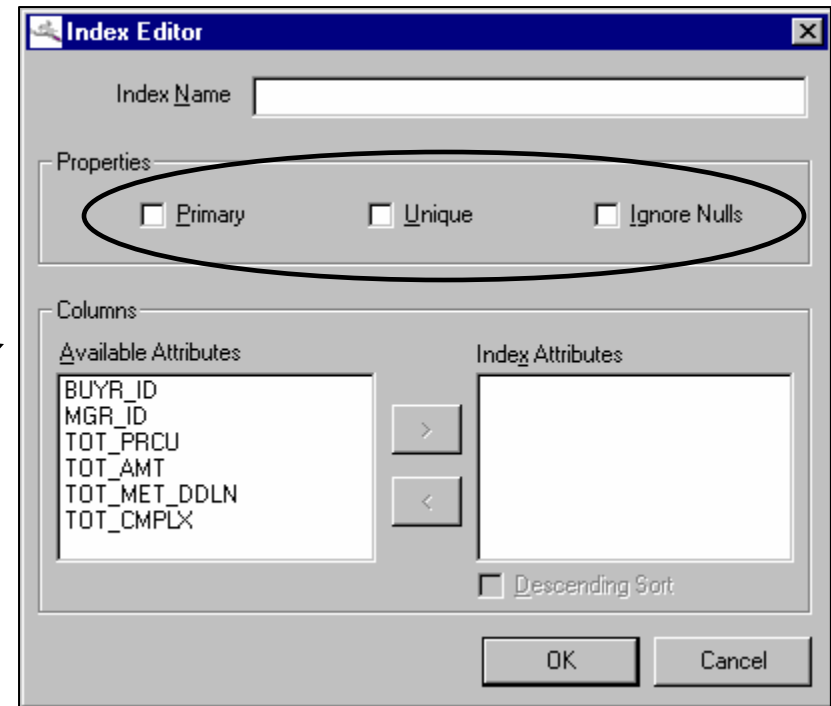 Index Editor
Index Name
Properties
Primary Unique Ignore Nulls
Columns
Available Attributes Index Attributes
BUYR_ID
MGR_ID
TOT_PRCU
TOT_AMT
TOT_MET_DDLN
TOT_CMPLX
>
<
Descending Sort
OK Cancel